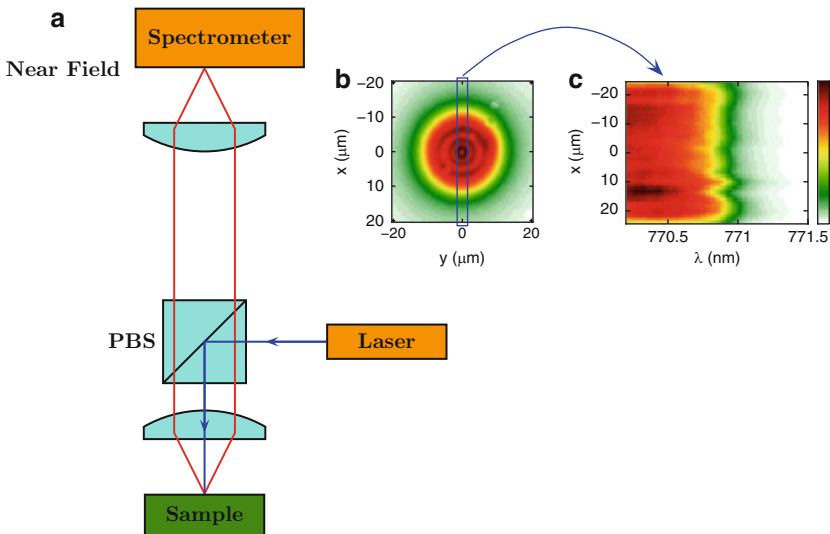 a
Spectrometer
Near Field
PBS
Laser
Sample
b
−20
−10
0
10
20
x (μm)
−20
0
20
y (μm)
c
−20
−10
0
10
20
x (μm)
770.5
771
771.5
λ (nm)